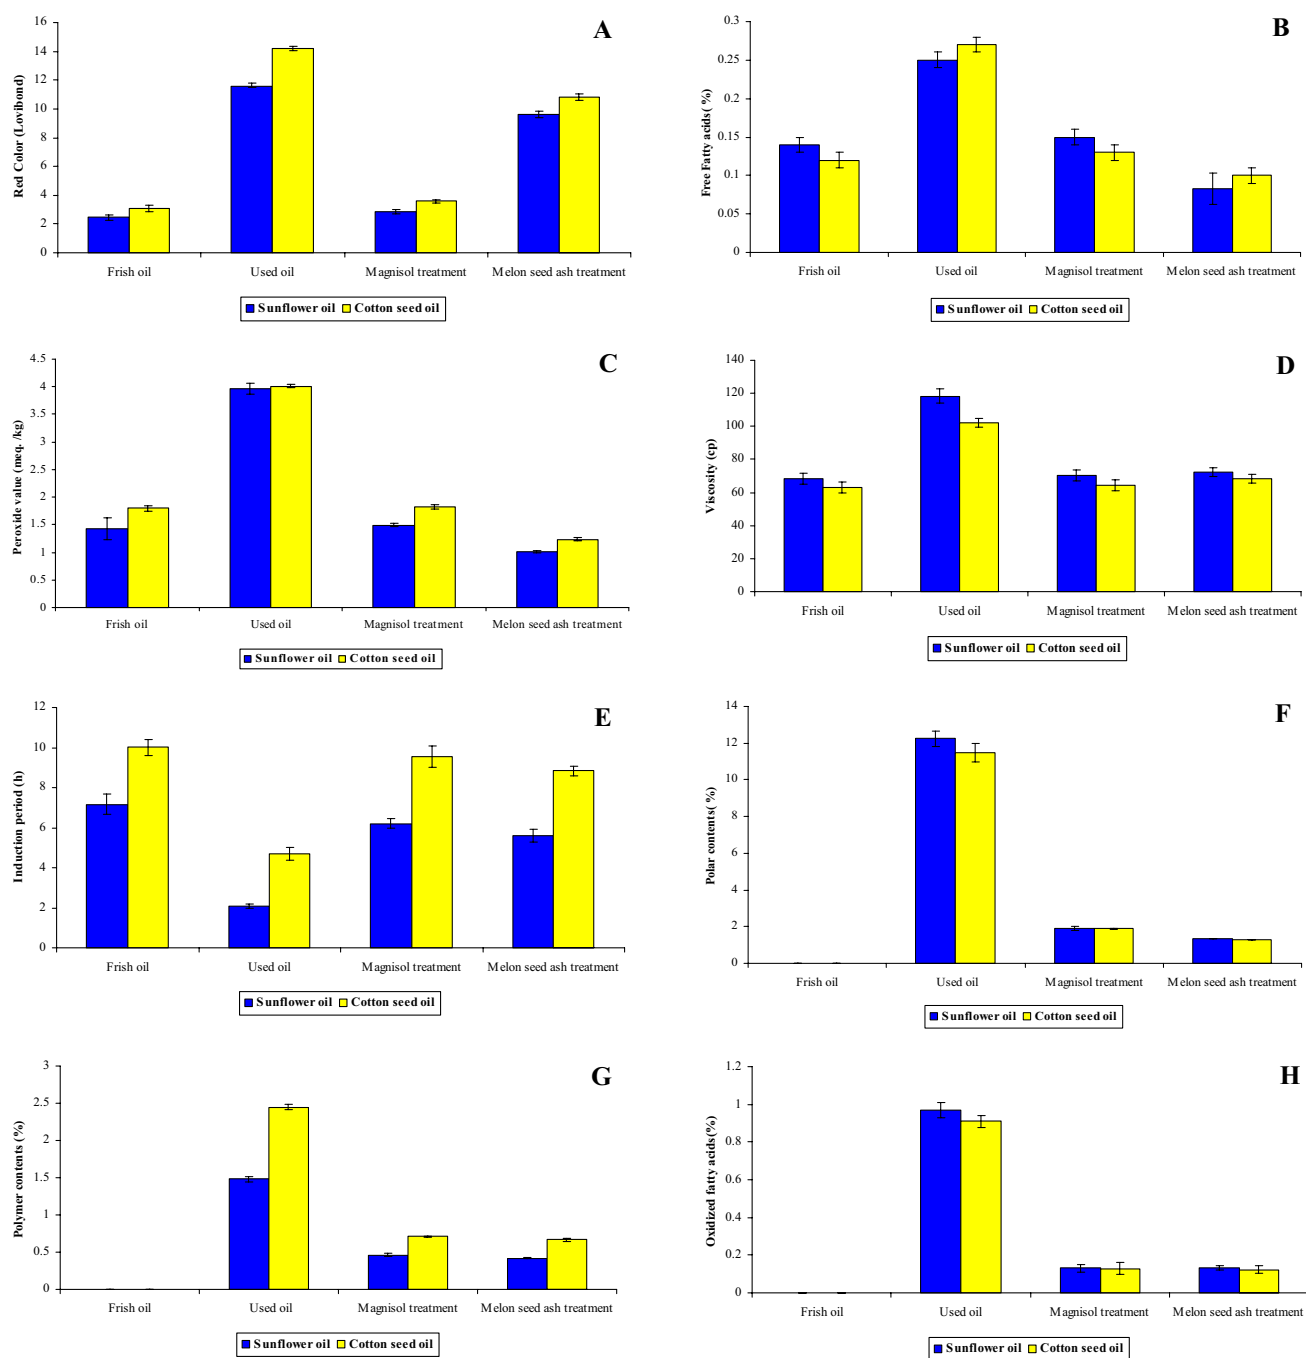 A
Red Color (Lovibond)
16
14
12
10
8
6
4
2
0
Frish oil Used oil Magnisol treatment Melon seed ash treatment
Sunflower oil Cotton seed oil
B
Free Fatty acids( %)
0.3
0.25
0.2
0.15
0.1
0.05
0
Frish oil Used oil Magnisol treatment Melon seed ash treatment
Sunflower oil Cotton seed oil
C
Peroxide value (meq. /kg)
4.5
4
3.5
3
2.5
2
1.5
1
0.5
0
Frish oil Used oil Magnisol treatment Melon seed ash treatment
Sunflower oil Cotton seed oil
D
Viscosity (cp)
140
120
100
80
60
40
20
0
Frish oil Used oil Magnisol treatment Melon seed ash treatment
Sunflower oil Cotton seed oil
E
Induction period (h)
12
10
8
6
4
2
0
Frish oil Used oil Magnisol treatment Melon seed ash treatment
Sunflower oil Cotton seed oil
F
Polar contents( %)
14
12
10
8
6
4
2
0
Frish oil Used oil Magnisol treatment Melon seed ash treatment
Sunflower oil Cotton seed oil
G
Polymer contents (%)
3
2.5
2
1.5
1
0.5
0
Frish oil Used oil Magnisol treatment Melon seed ash treatment
Sunflower oil Cotton seed oil
H
Oxidized fatty acids(%)
1.2
1
0.8
0.6
0.4
0.2
0
Frish oil Used oil Magnisol treatment Melon seed ash treatment
Sunflower oil Cotton seed oil